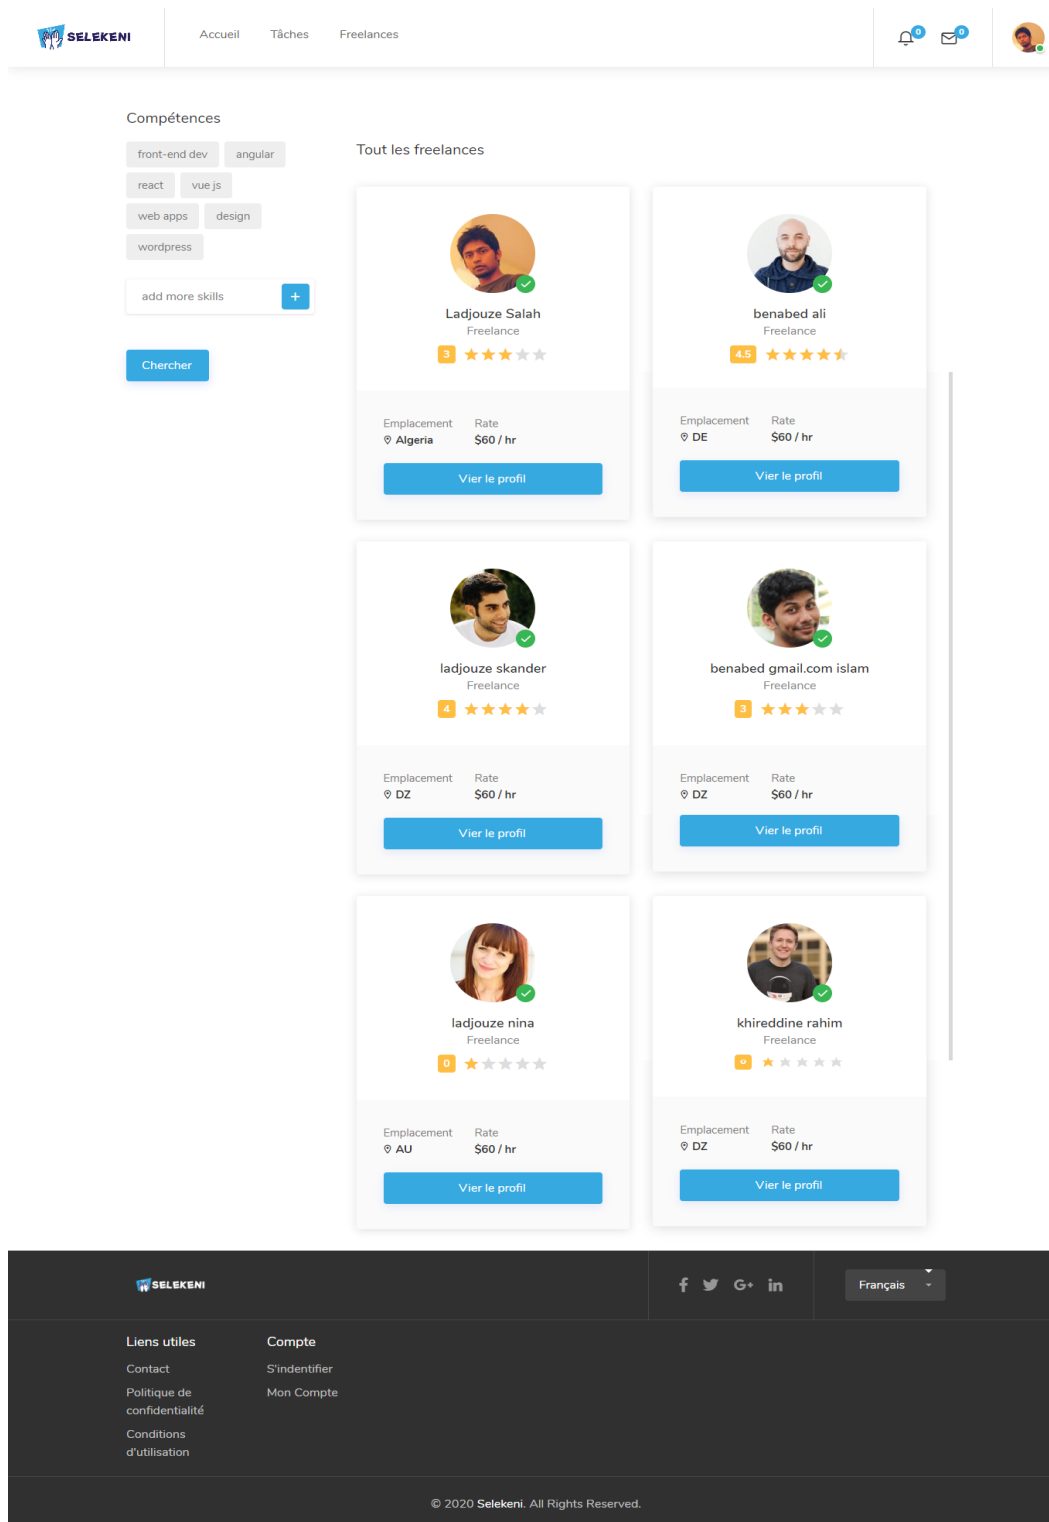 SELEKENI
Accueil Tâches Freelances
0 0
Compétences
front-end dev angular
react vue js
web apps design
wordpress
add more skills +
Chercher
Tout les freelances
Ladjouze Salah
Freelance
3
Emplacement Rate
Algeria $60 / hr
Vier le profil
benabed ali
Freelance
4.5
Emplacement Rate
DE $60 / hr
Vier le profil
ladjouze skander
Freelance
4
Emplacement Rate
DZ $60 / hr
Vier le profil
benabed gmail.com islam
Freelance
3
Emplacement Rate
DZ $60 / hr
Vier le profil
ladjouze nina
Freelance
0
Emplacement Rate
AU $60 / hr
Vier le profil
khireddine rahim
Freelance
0
Emplacement Rate
DZ $60 / hr
Vier le profil
SELEKENI
f G+ in
Français
Liens utiles
Contact
Politique de
confidentialité
Conditions
d'utilisation
Compte
S'indentifier
Mon Compte
© 2020 Selekeni. All Rights Reserved.